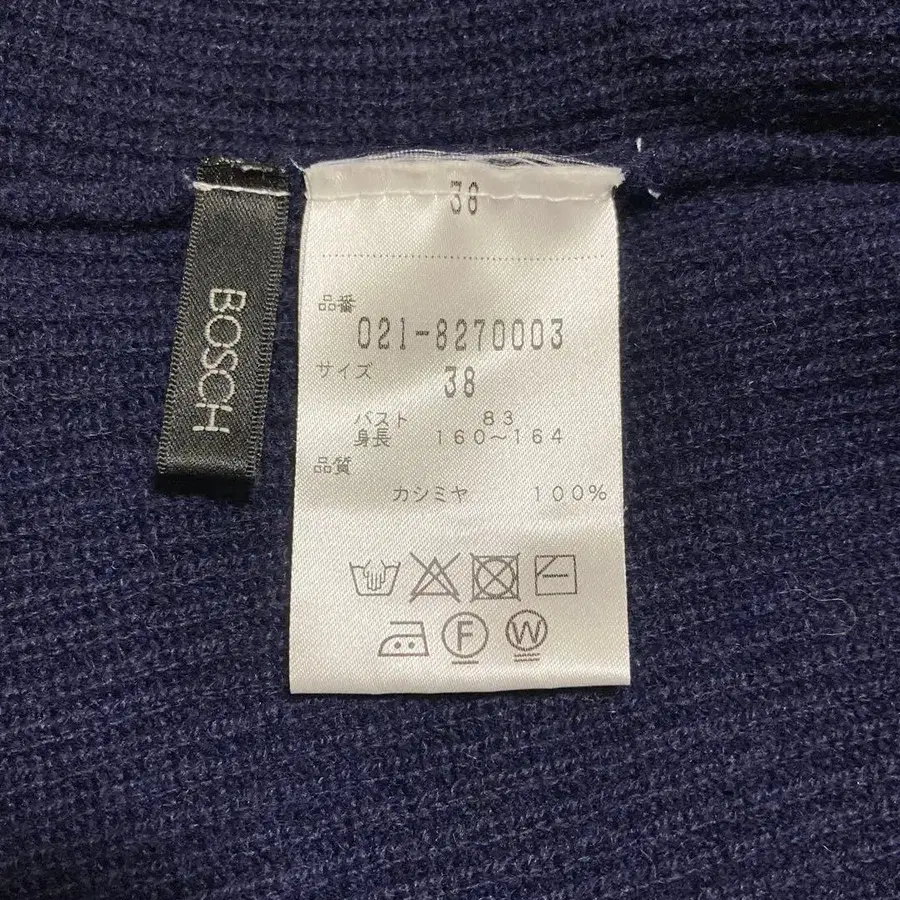 BOSCH
38
品番
021-8270003
サイズ
38
バスト 83
身長 160～164
品質
カシミヤ 100%
F
W